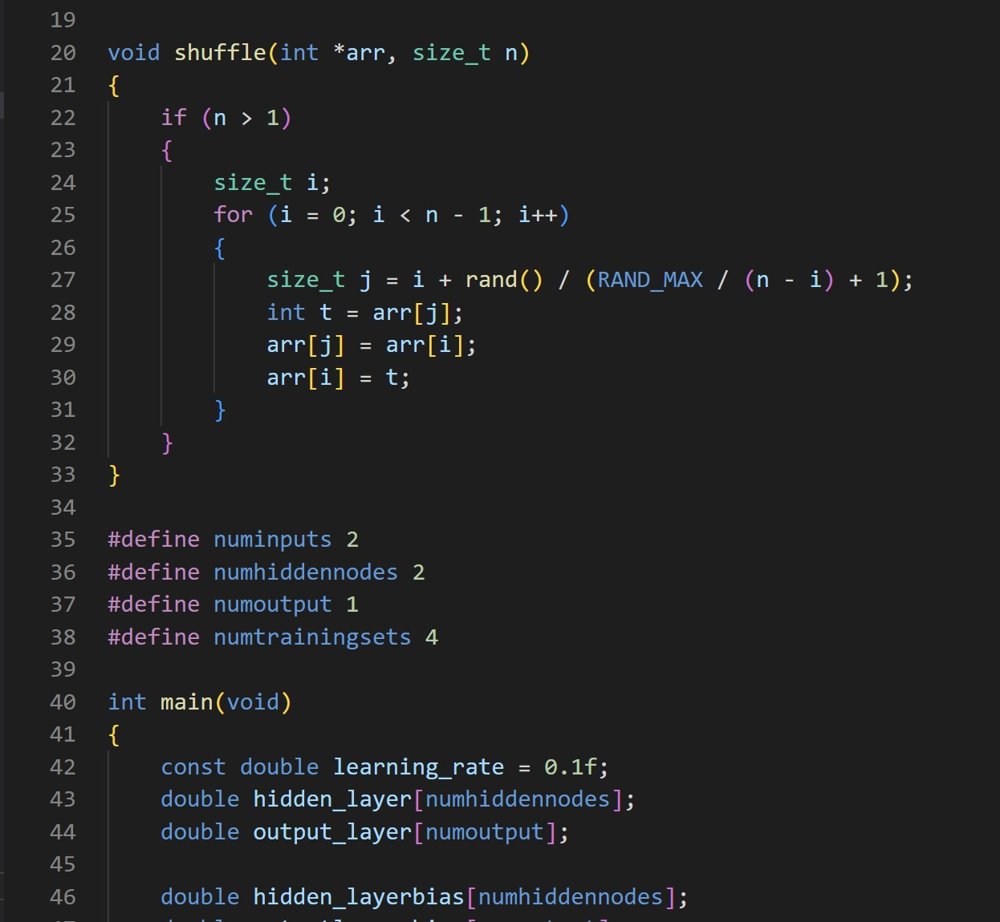 19
20 void shuffle(int *arr, size_t n)
21 {
22     if (n > 1)
23     {
24         size_t i;
25         for (i = 0; i < n - 1; i++)
26         {
27             size_t j = i + rand() / (RAND_MAX / (n - i) + 1);
28             int t = arr[j];
29             arr[j] = arr[i];
30             arr[i] = t;
31         }
32     }
33 }
34
35 #define numinputs 2
36 #define numhiddennodes 2
37 #define numoutput 1
38 #define numtrainingsets 4
39
40 int main(void)
41 {
42     const double learning_rate = 0.1f;
43     double hidden_layer[numhiddennodes];
44     double output_layer[numoutput];
45
46     double hidden_layerbias[numhiddennodes];